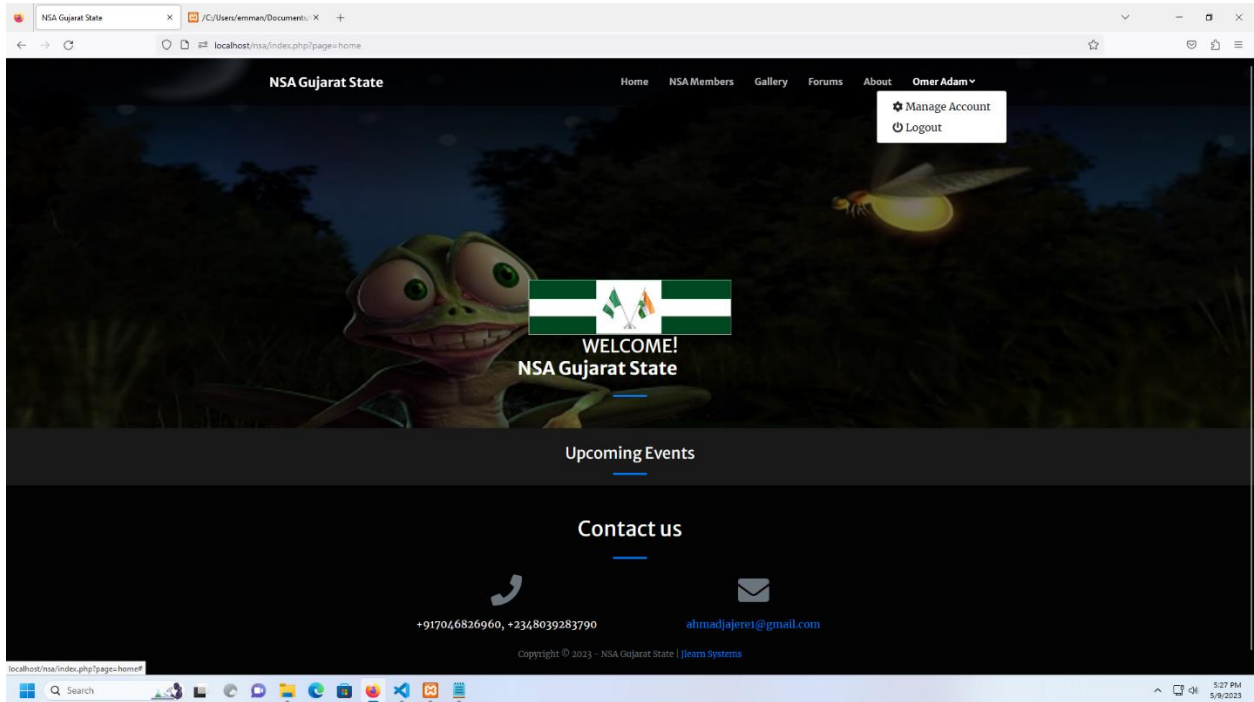 NSA Gujarat State
/C:/Users/emman/Documents/
localhost/nsa/index.php?page=home
NSA Gujarat State
Home NSA Members Gallery Forums About Omer Adam
Manage Account
Logout
WELCOME!
NSA Gujarat State
Upcoming Events
Contact us
+917046826960, +2348039283790
ahmadjajere1@gmail.com
Copyright © 2023 - NSA Gujarat State | Jlearn Systems
localhost/nsa/index.php?page=home#
Search
5:27 PM
5/9/2023